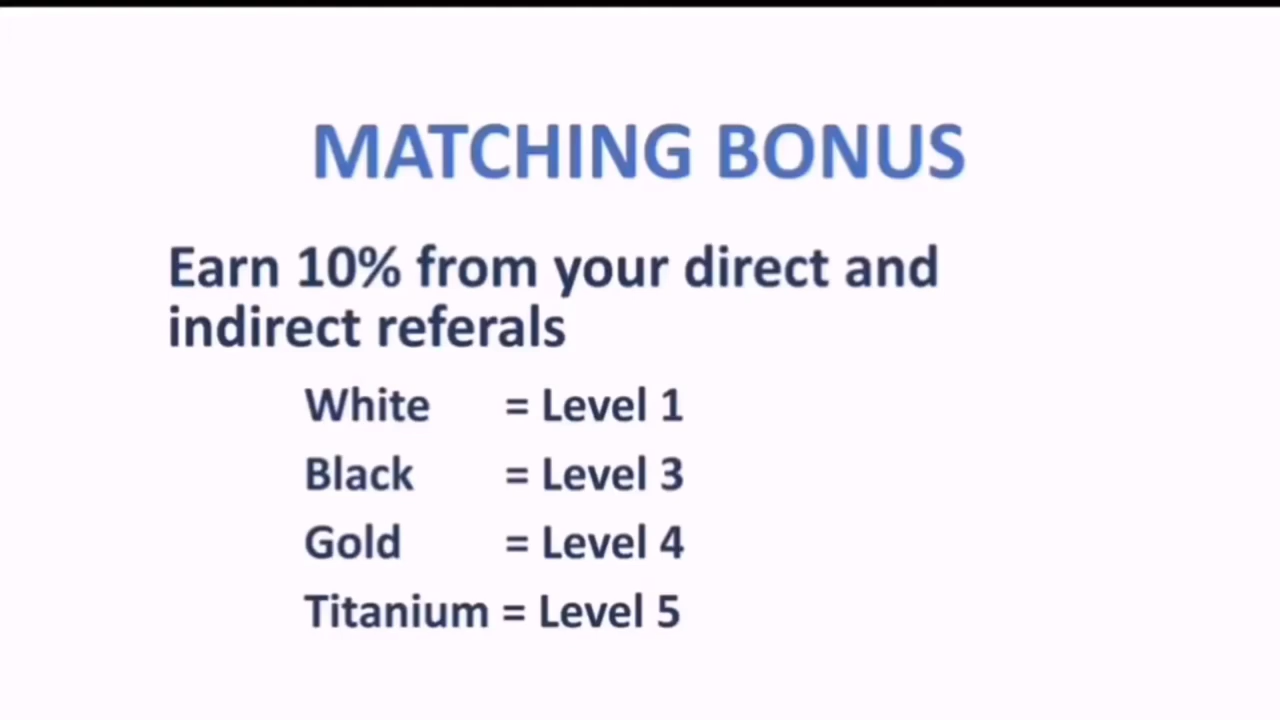 MATCHING BONUS
Earn 10% from your direct and
indirect referals
White = Level 1
Black = Level 3
Gold = Level 4
Titanium = Level 5